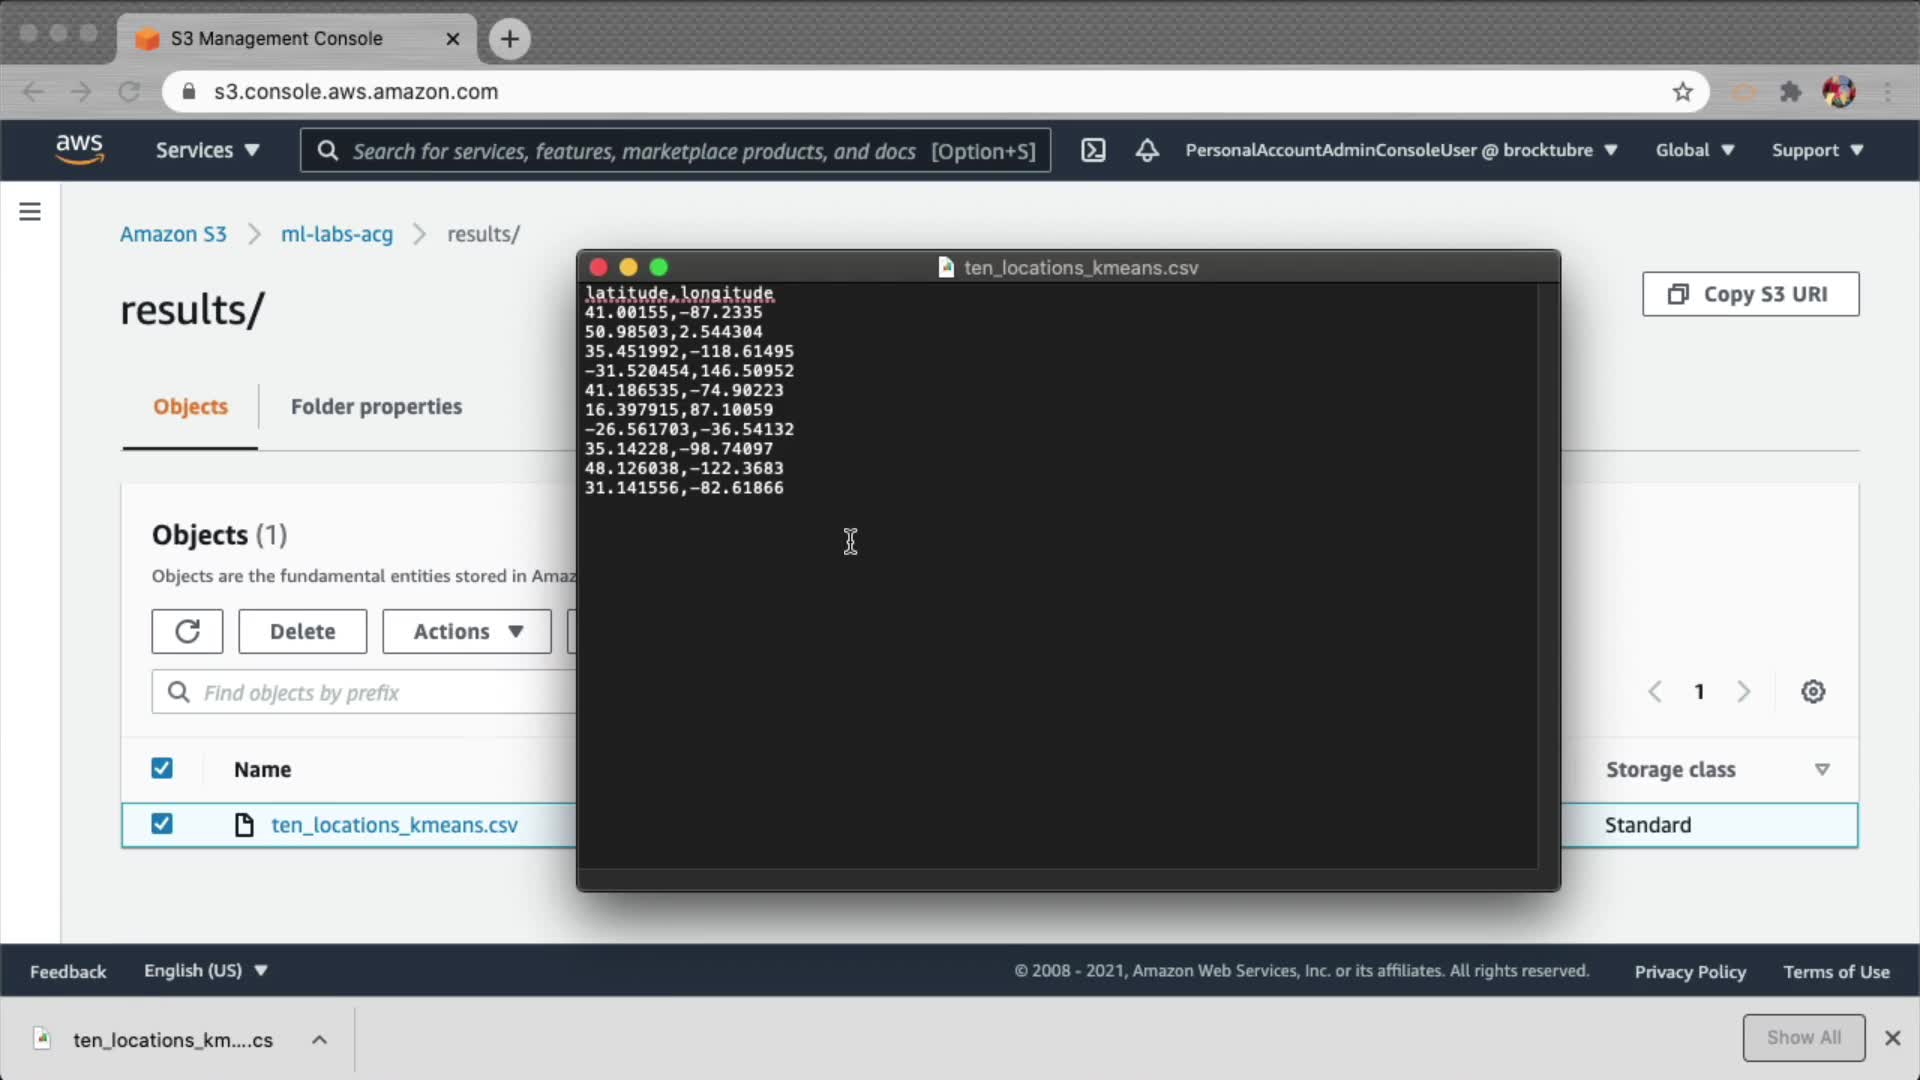 S3 Management Console
s3.console.aws.amazon.com
aws
Services
Search for services, features, marketplace products, and docs [Option+S]
PersonalAccountAdminConsoleUser @ brocktubre
Global
Support
Amazon S3
ml-labs-acg
results/
results/
Copy S3 URI
Objects
Folder properties
ten_locations_kmeans.csv
latitude,longitude
41.00155,-87.2335
50.98503,2.544304
35.451992,-118.61495
-31.520454,146.50952
41.186535,-74.90223
16.397915,87.10059
-26.561703,-36.54132
35.14228,-98.74097
48.126038,-122.3683
31.141556,-82.61866
Objects (1)
Objects are the fundamental entities stored in Amaz
Delete
Actions
Find objects by prefix
1
Name
Storage class
ten_locations_kmeans.csv
Standard
Feedback
English (US)
© 2008 - 2021, Amazon Web Services, Inc. or its affiliates. All rights reserved.
Privacy Policy
Terms of Use
ten_locations_km....cs
Show All